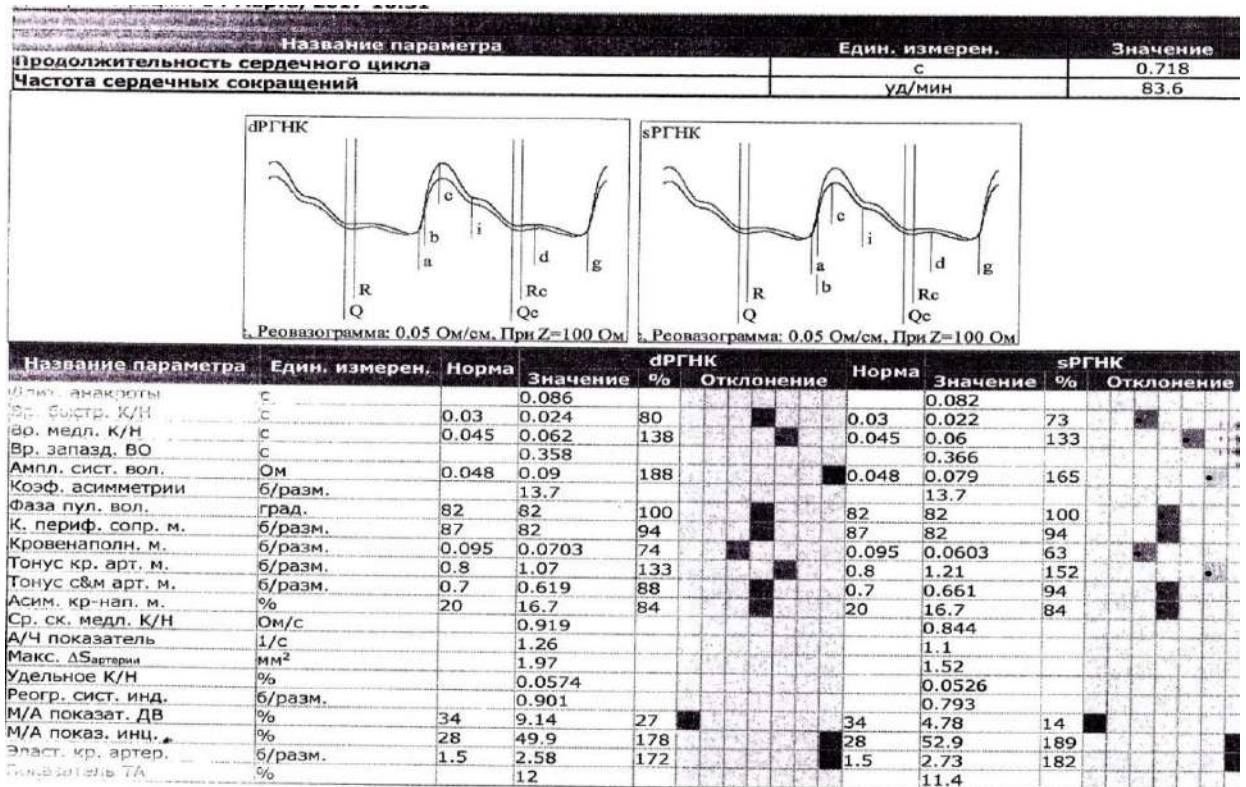 2017 10:31
Название параметра Един. измерен. Значение
Продолжительность сердечного цикла с 0.718
Частота сердечных сокращений уд/мин 83.6
dРГНК
c
i
b
a
d
g
R
Rc
Q
Qc
Реовазограмма: 0,05 Ом/см, При Z=100 Ом
sРГНК
c
i
a
b
d
g
R
Rc
Q
Qc
Реовазограмма: 0,05 Ом/см, При Z=100 Ом
dРГНК sРГНК
Название параметра Един. измерен. Норма Значение % Отклонение Норма Значение % Отклонение
анакроты с 0.086 0.082
Вр. быстр. К/Н с 0.03 0.024 80 0.03 0.022 73
Вр. медл. К/Н с 0.045 0.062 138 0.045 0.06 133
Вр. запазд. ВО с 0.358 0.366
Ампл. сист. вол. Ом 0.048 0.09 188 0.048 0.079 165
Коэф. асимметрии б/разм. 13.7 13.7
Фаза пул. вол. град. 82 82 100 82 82 100
К. периф. сопр. м. б/разм. 87 82 94 87 82 94
Кровенаполн. м. б/разм. 0.095 0.0703 74 0.095 0.0603 63
Тонус кр. арт. м. б/разм. 0.8 1.07 133 0.8 1.21 152
Тонус с&м арт. м. б/разм. 0.7 0.619 88 0.7 0.661 94
Асим. кр-нап. м. % 20 16.7 84 20 16.7 84
Ср. ск. медл. К/Н Ом/с 0.919 0.844
А/Ч показатель 1/с 1.26 1.1
Макс. ΔSартерии мм² 1.97 1.52
Удельное К/Н % 0.0574 0.0526
Реогр. сист. инд. б/разм. 0.901 0.793
М/А показат. ДВ % 34 9.14 27 34 4.78 14
М/А показ. инц. % 28 49.9 178 28 52.9 189
Эласт. кр. артер. б/разм. 1.5 2.58 172 1.5 2.73 182
Показатель ТА % 12 11.4